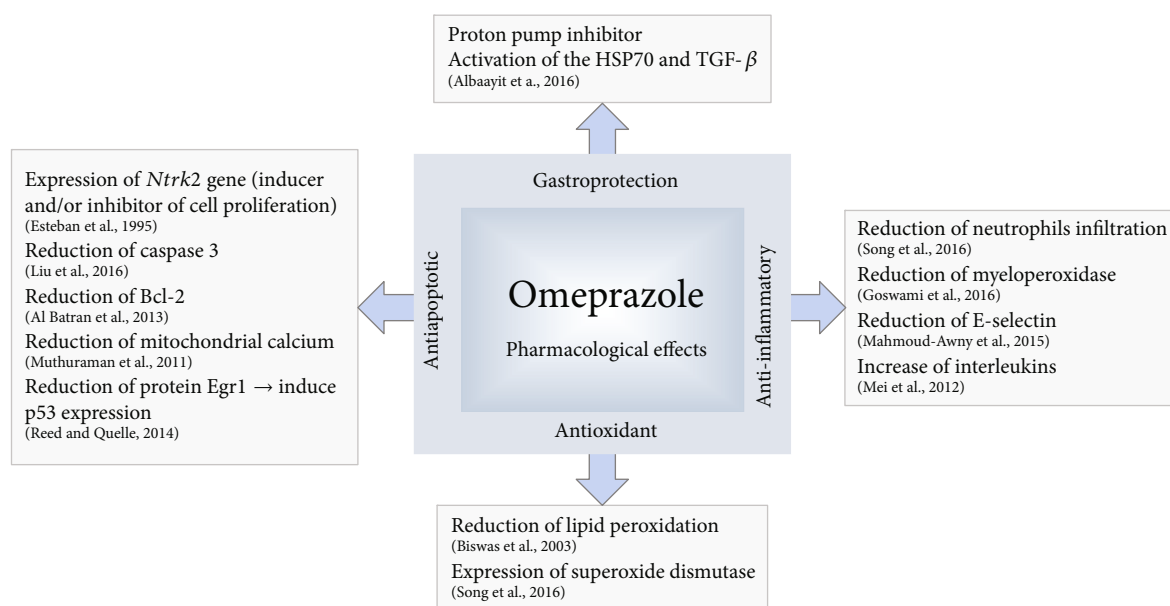 Proton pump inhibitor
Activation of the HSP70 and TGF-β
(Albaayit et a., 2016)
Gastroprotection
Expression of Ntrk2 gene (inducer
and/or inhibitor of cell proliferation)
(Esteban et al., 1995)
Reduction of caspase 3
(Liu et al., 2016)
Reduction of Bcl-2
(Al Batran et al., 2013)
Reduction of mitochondrial calcium
(Muthuraman et al., 2011)
Reduction of protein Egr1 → induce
p53 expression
(Reed and Quelle, 2014)
Antiapoptotic
Omeprazole
Pharmacological effects
Anti-inflammatory
Reduction of neutrophils infiltration
(Song et al., 2016)
Reduction of myeloperoxidase
(Goswami et al., 2016)
Reduction of E-selectin
(Mahmoud-Awny et al., 2015)
Increase of interleukins
(Mei et al., 2012)
Antioxidant
Reduction of lipid peroxidation
(Biswas et al., 2003)
Expression of superoxide dismutase
(Song et al., 2016)